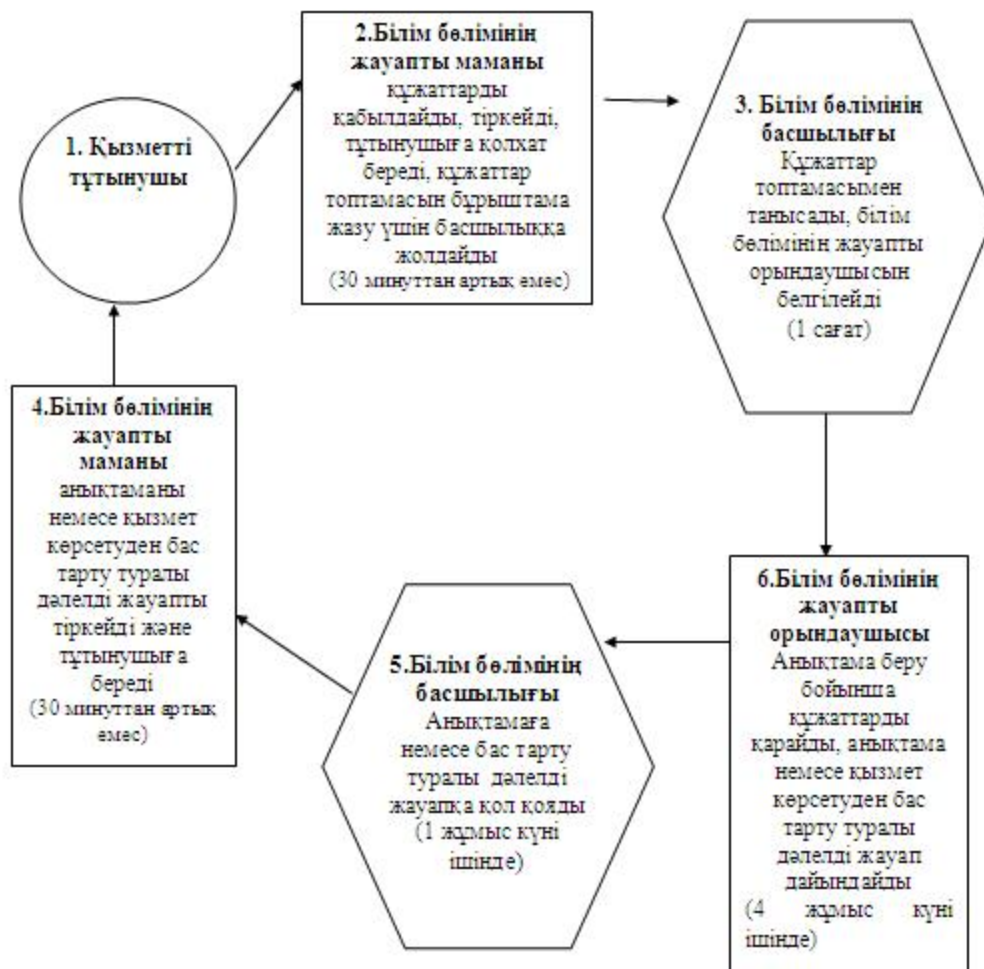 1. Қызметті
тұтынушы
2.Білім бөлімінің
жауапты маманы
құжаттарды
қабылдайды, тіркейді,
тұтынушыға қолхат
береді, құжаттар
топтамасын бұрыштама
жазу үшін басшылыққа
жолдайды
(30 минуттан артық емес)
3. Білім бөлімінің
басшылығы
Құжаттар
топтамасымен
танысады, білім
бөлімінің жауапты
орындаушысын
белгілейді
(1 сағат)
4.Білім бөлімінің
жауапты
маманы
анықтаманы
немесе қызмет
көрсетуден бас
тарту туралы
дәлелді жауапты
тіркейді және
тұтынушыға
береді
(30 минуттан артық
емес)
5.Білім бөлімінің
басшылығы
Анықтамаға
немесе бас тарту
туралы дәлелді
жауапқа қол қояды
(1 жұмыс күні
ішінде)
6.Білім бөлімінің
жауапты
орындаушысы
Анықтама беру
бойынша
құжаттарды
қарайды, анықтама
немесе қызмет
көрсетуден бас
тарту туралы
дәлелді жауап
дайындайды
(4 жұмыс күні
ішінде)